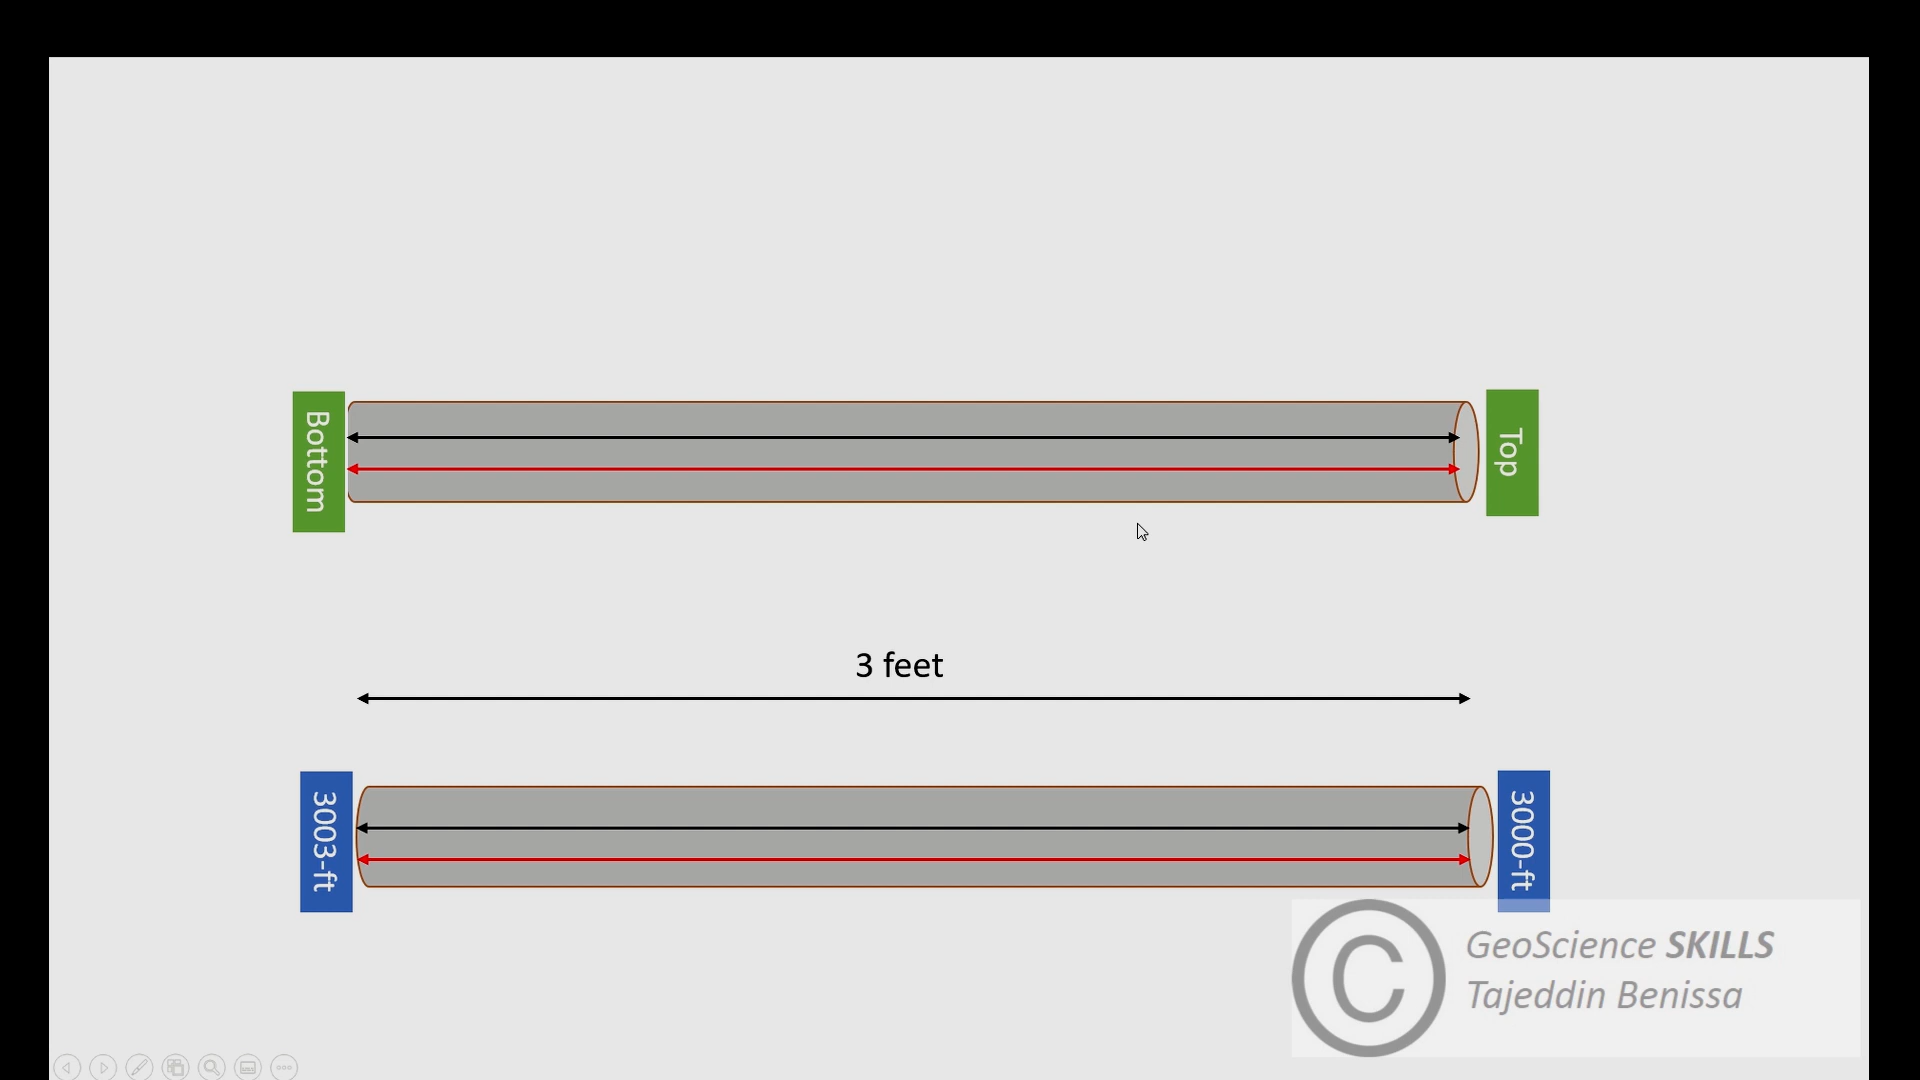 Bottom
Top
3 feet
3003-ft
3000-ft
©
GeoScience SKILLS
Tajeddin Benissa